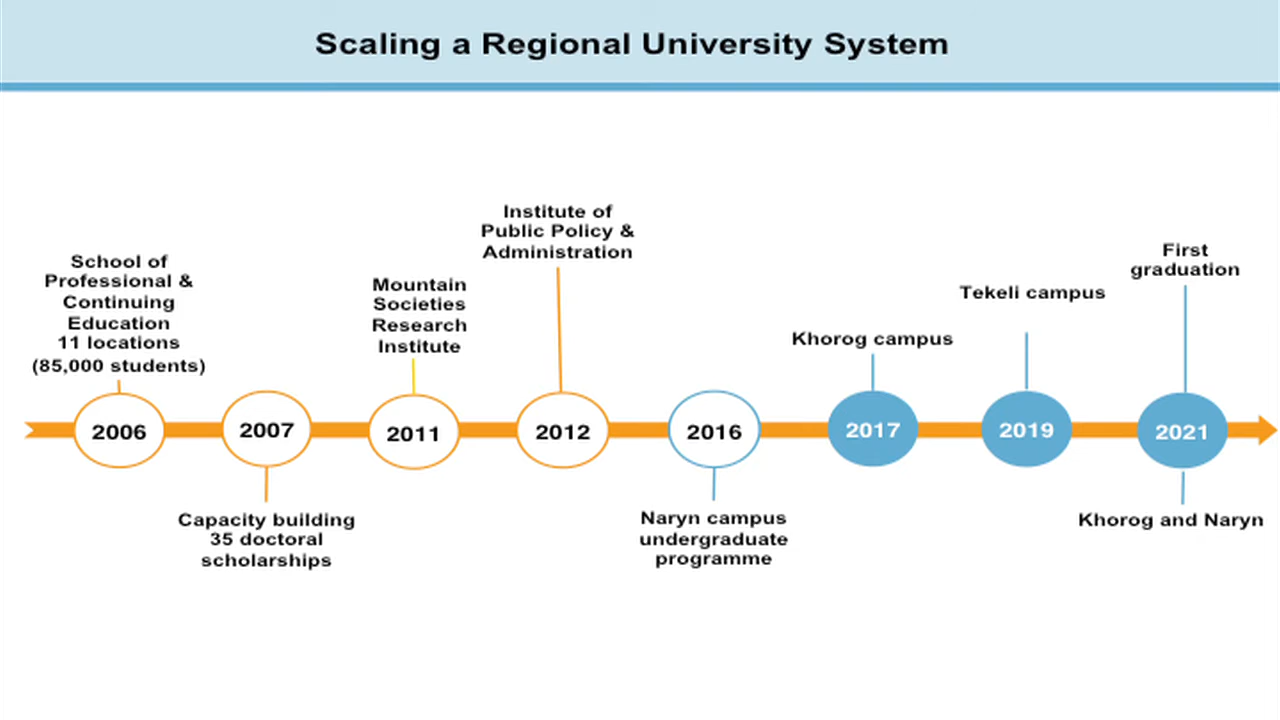 Scaling a Regional University System
School of
Professional &
Continuing
Education
11 locations
(85,000 students)
2006
2007
Capacity building
35 doctoral
scholarships
Mountain
Societies
Research
Institute
2011
Institute of
Public Policy &
Administration
2012
2016
Naryn campus
undergraduate
programme
Khorog campus
2017
Tekeli campus
2019
First
graduation
2021
Khorog and Naryn